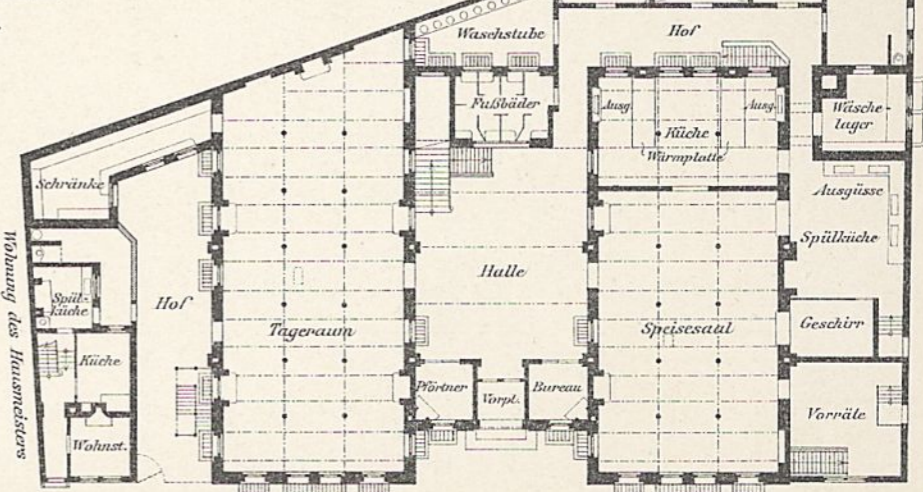 Waschstube
Hof
Fußbäder
Ausg.
Ausg.
Küche
Wärmplatte
Wäsche-
lager
Schränke
Ausgüsse
Spülküche
Wohnung des Hausmeisters
Spül-
küche
Hof
Halle
Tageraum
Speisesaal
Geschirr
Küche
Pförtner
Vorpl.
Bureau
Vorräte
Wohnst.